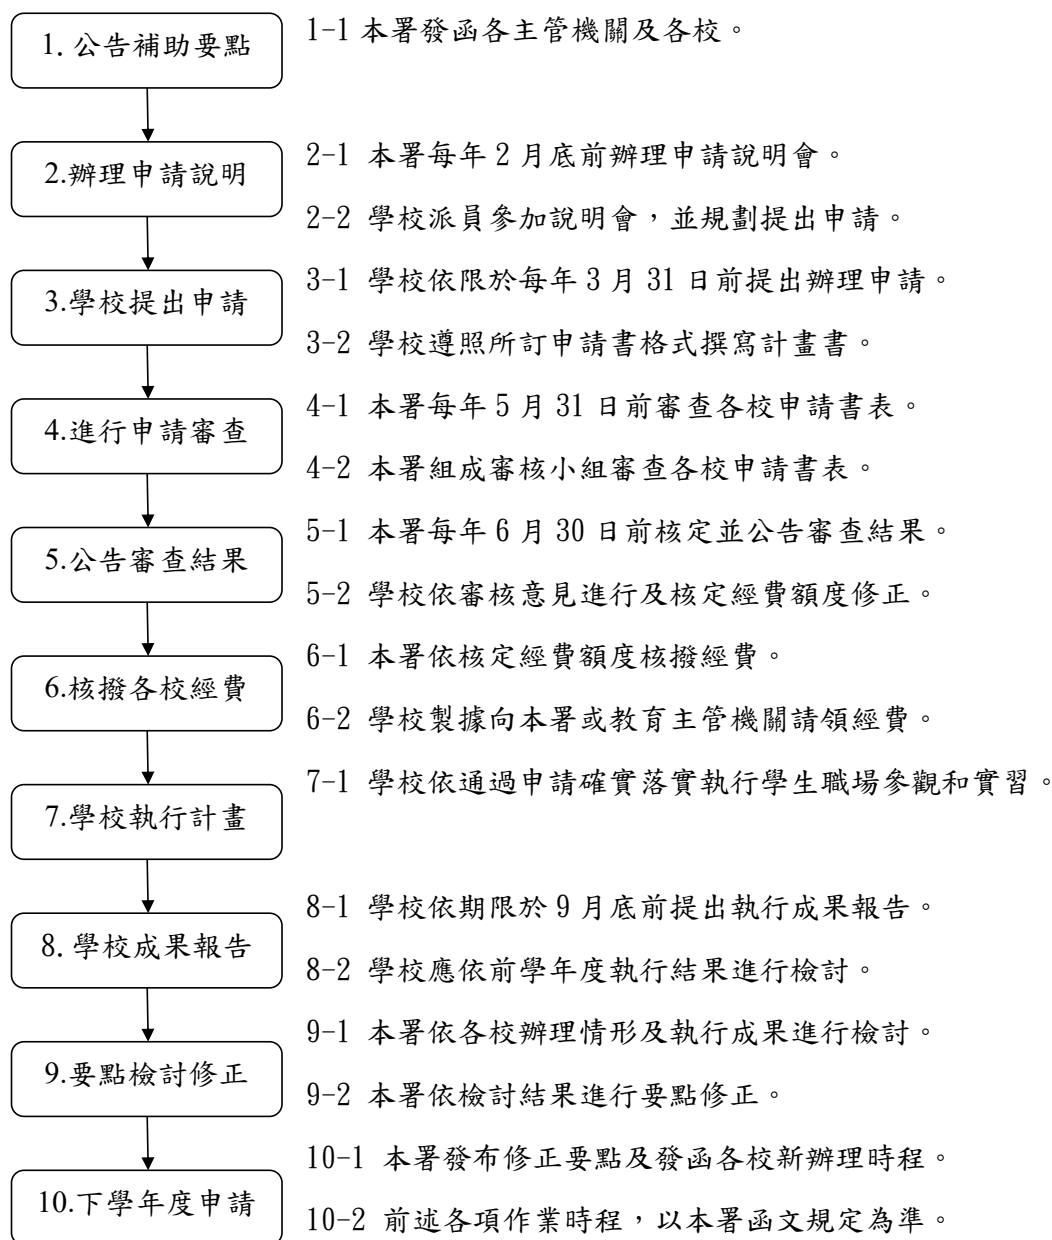 1. 公告補助要點
1-1 本署發函各主管機關及各校。
2.辦理申請說明
2-1 本署每年 2 月底前辦理申請說明會。
2-2 學校派員參加說明會，並規劃提出申請。
3.學校提出申請
3-1 學校依限於每年 3 月 31 日前提出辦理申請。
3-2 學校遵照所訂申請書格式撰寫計畫書。
4.進行申請審查
4-1 本署每年 5 月 31 日前審查各校申請書表。
4-2 本署組成審核小組審查各校申請書表。
5.公告審查結果
5-1 本署每年 6 月 30 日前核定並公告審查結果。
5-2 學校依審核意見進行及核定經費額度修正。
6.核撥各校經費
6-1 本署依核定經費額度核撥經費。
6-2 學校製據向本署或教育主管機關請領經費。
7.學校執行計畫
7-1 學校依通過申請確實落實執行學生職場參觀和實習。
8. 學校成果報告
8-1 學校依期限於 9 月底前提出執行成果報告。
8-2 學校應依前學年度執行結果進行檢討。
9.要點檢討修正
9-1 本署依各校辦理情形及執行成果進行檢討。
9-2 本署依檢討結果進行要點修正。
10.下學年度申請
10-1 本署發布修正要點及發函各校新辦理時程。
10-2 前述各項作業時程，以本署函文規定為準。